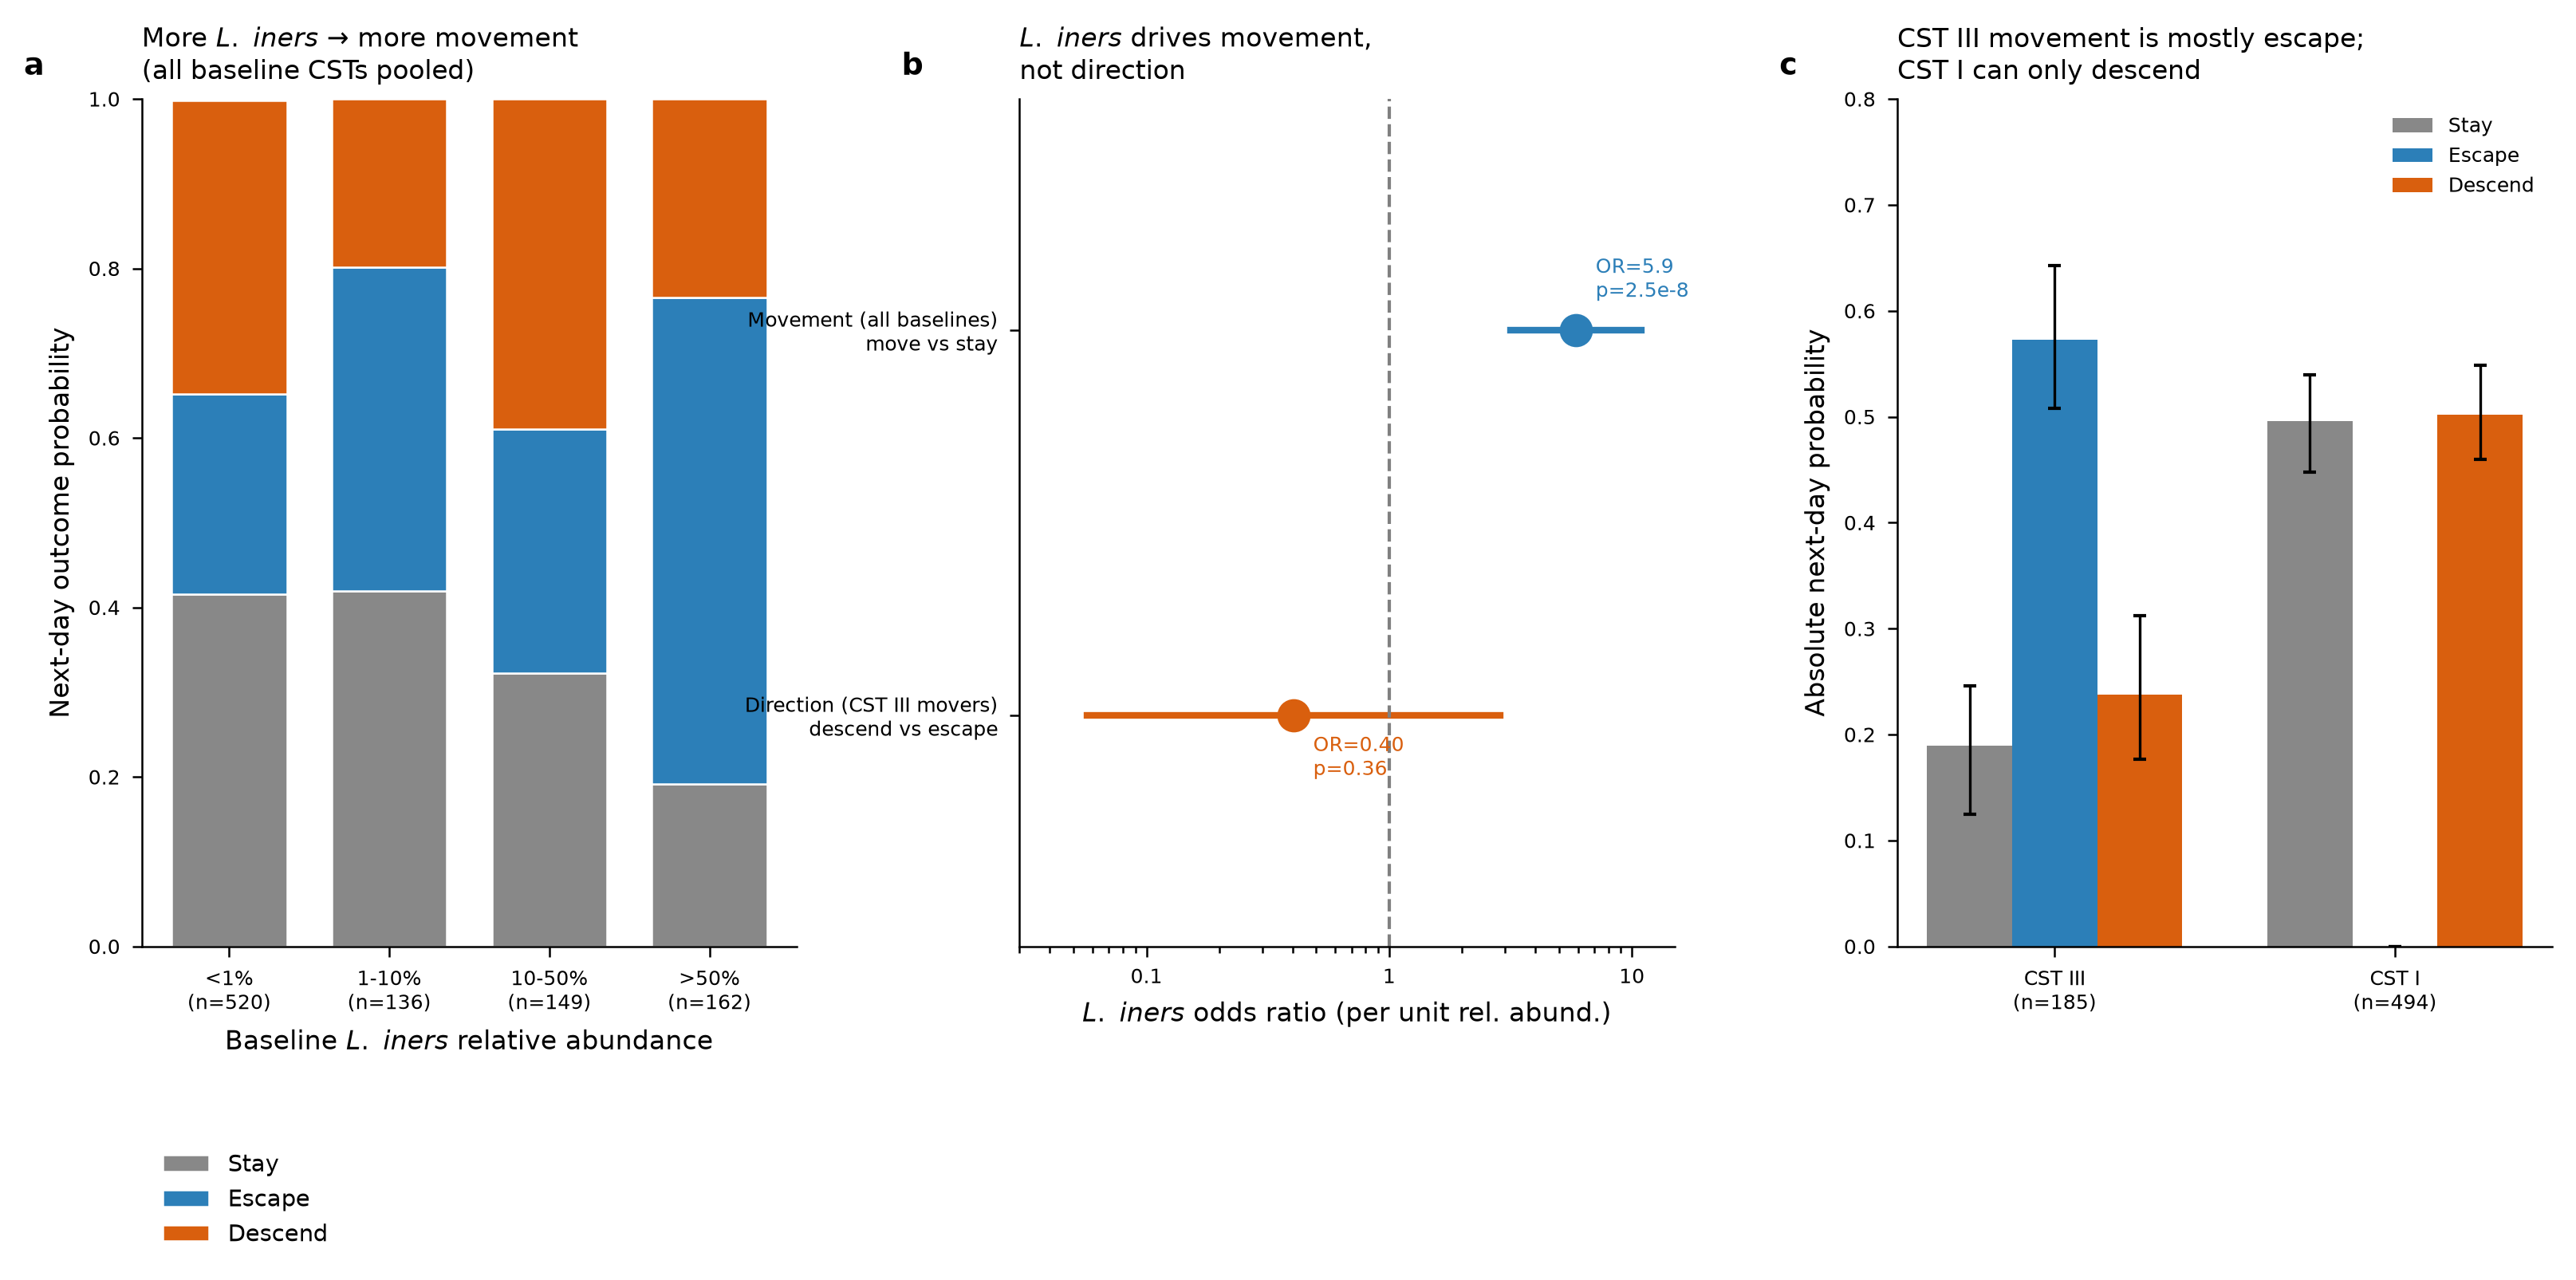 a
More L. iners → more movement
(all baseline CSTs pooled)
Next-day outcome probability
1.0
0.8
0.6
0.4
0.2
0.0
<1%
(n=520)
1-10%
(n=136)
10-50%
(n=149)
>50%
(n=162)
Baseline L. iners relative abundance
Stay
Escape
Descend
b
L. iners drives movement,
not direction
Movement (all baselines)
move vs stay
OR=5.9
p=2.5e-8
Direction (CST III movers)
descend vs escape
OR=0.40
p=0.36
0.1
1
10
L. iners odds ratio (per unit rel. abund.)
c
CST III movement is mostly escape;
CST I can only descend
Absolute next-day probability
0.8
0.7
0.6
0.5
0.4
0.3
0.2
0.1
0.0
Stay
Escape
Descend
CST III
(n=185)
CST I
(n=494)